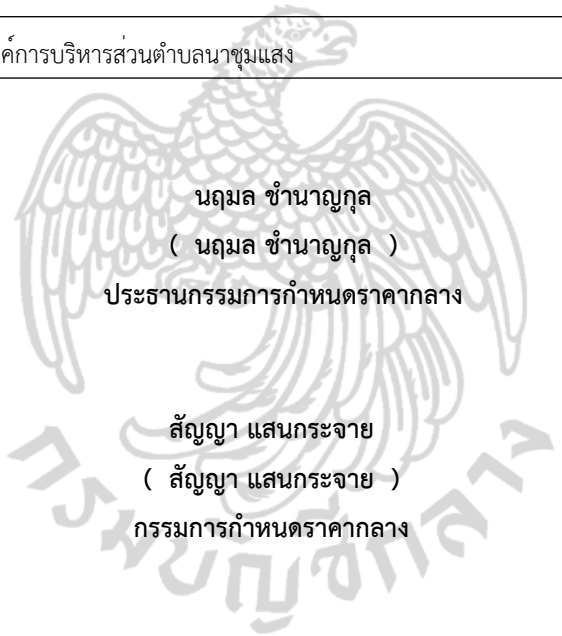 ค์การบริหารส่วนตำบลนาชุมแสง
นฤมล ชำนาญกุล
( นฤมล ชำนาญกุล )
ประธานกรรมการกำหนดราคากลาง
สัญญา แสนกระจาย
( สัญญา แสนกระจาย )
กรรมการกำหนดราคากลาง
กรมบัญชีกลาง